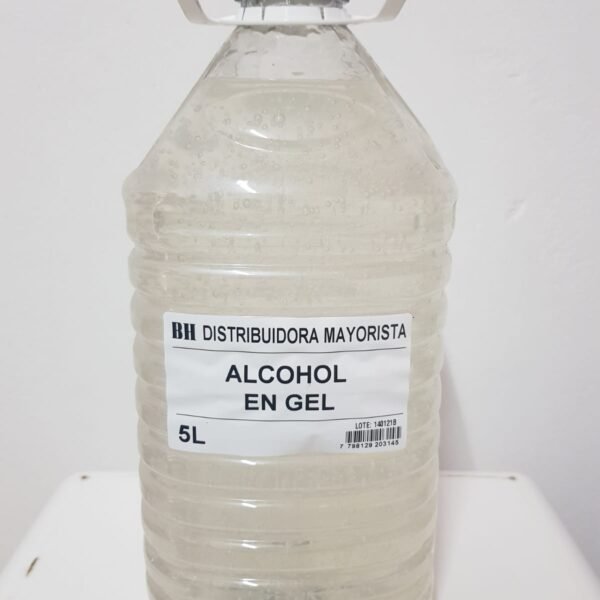 BH DISTRIBUIDORA MAYORISTA
ALCOHOL
EN GEL
5L
LOTE: 140121B
7 798129 203145